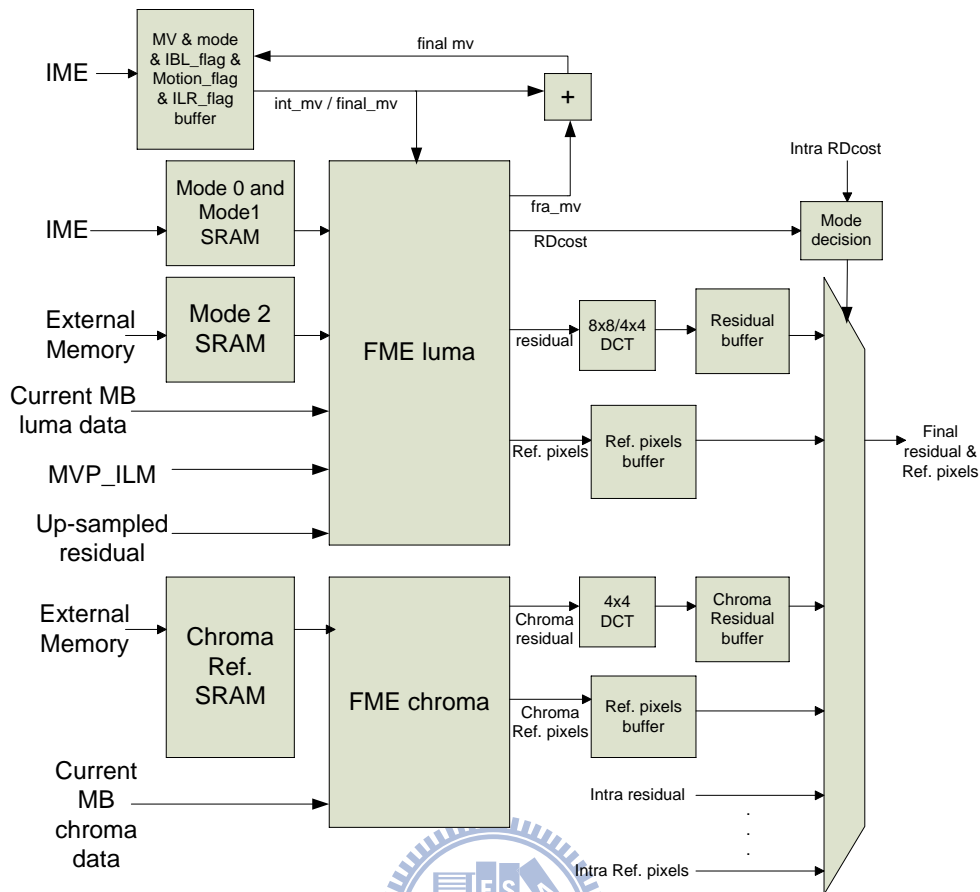 MV & mode
& IBL_flag &
Motion_flag
& ILR_flag
buffer
IME
final mv
int_mv / final_mv
+
Intra RDcost
Mode
decision
fra_mv
RDcost
IME
Mode 0 and
Mode1
SRAM
External
Memory
Mode 2
SRAM
FME luma
residual
8x8/4x4
DCT
Residual
buffer
Current MB
luma data
Ref. pixels
Ref. pixels
buffer
Final
residual &
Ref. pixels
MVP_ILM
Up-sampled
residual
External
Memory
Chroma
Ref.
SRAM
FME chroma
Chroma
residual
4x4
DCT
Chroma
Residual
buffer
Chroma
Ref. pixels
Ref. pixels
buffer
Current
MB
chroma
data
Intra residual
.
.
.
Intra Ref. pixels
E S